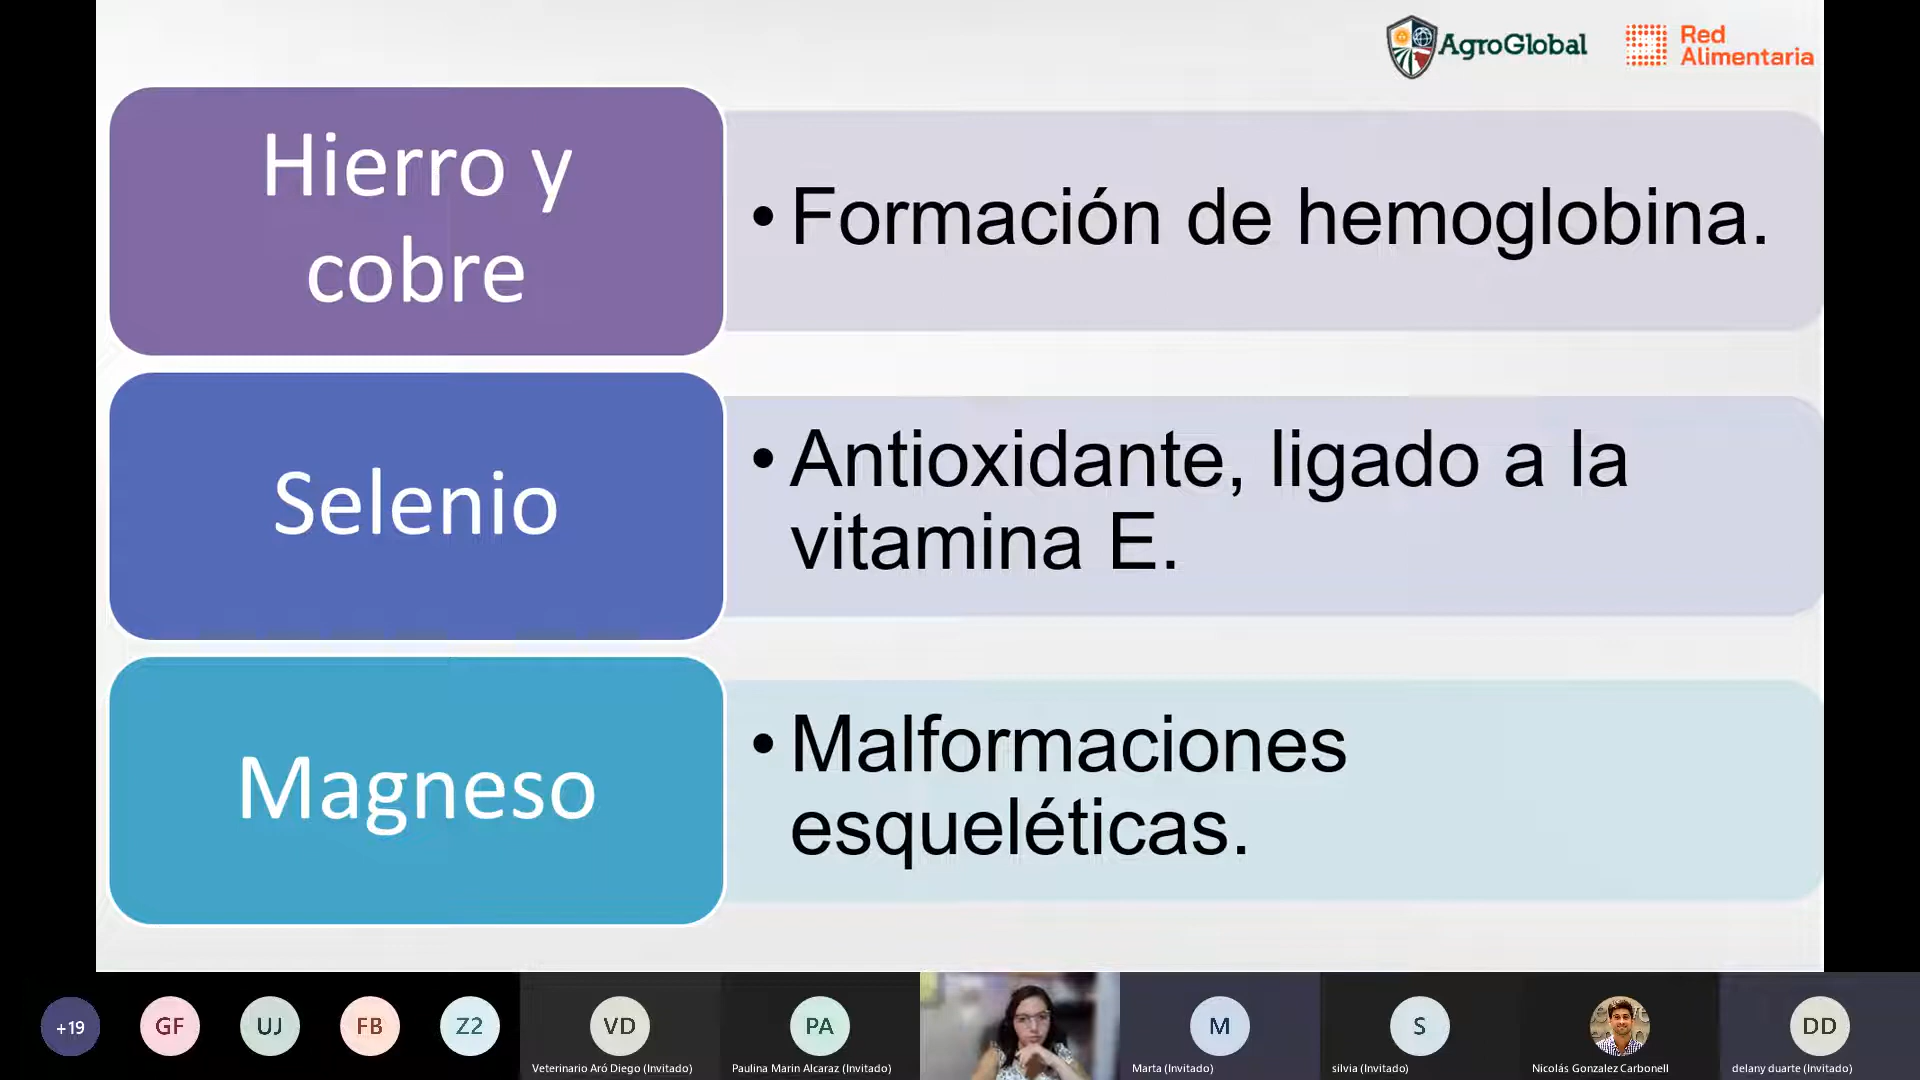 AgroGlobal
Red
Alimentaria
Hierro y
cobre
• Formación de hemoglobina.
Selenio
• Antioxidante, ligado a la
vitamina E.
Magneso
• Malformaciones
esqueléticas.
+19
GF
UJ
FB
Z2
VD
Veterinario Aró Diego (Invitado)
PA
Paulina Marin Alcaraz (Invitado)
M
Marta (Invitado)
S
silvia (Invitado)
Nicolás Gonzalez Carbonell
DD
delany duarte (Invitado)